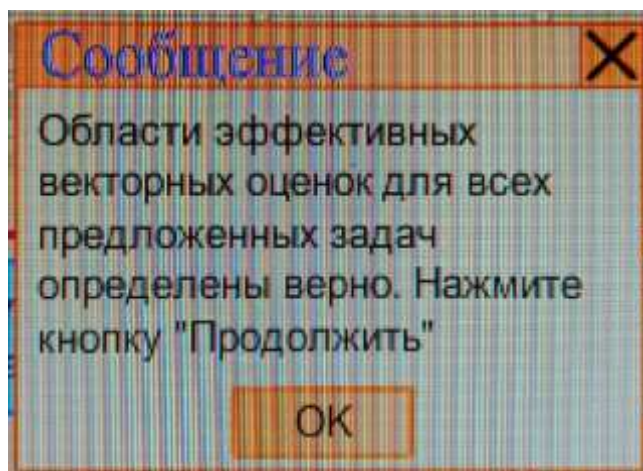 Сообщение
Области эффективных
векторных оценок для всех
предложенных задач
определены верно. Нажмите
кнопку "Продолжить"
OK